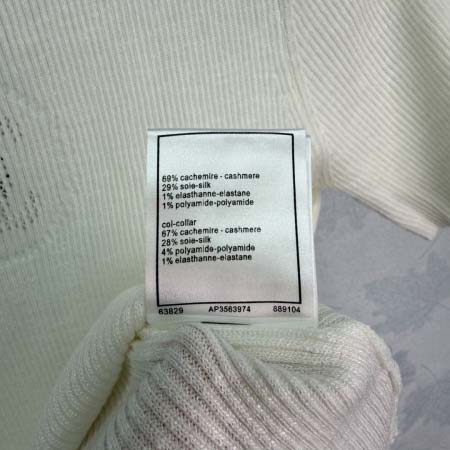 69% cachemire - cashmere
29% soie-silk
1% elasthanne-elastane
1% polyamide-polyamide
col-collar
67% cachemire - cashmere
28% soie-silk
4% polyamide-polyamide
1% elasthanne-elastane
63829 AP3563974 889104